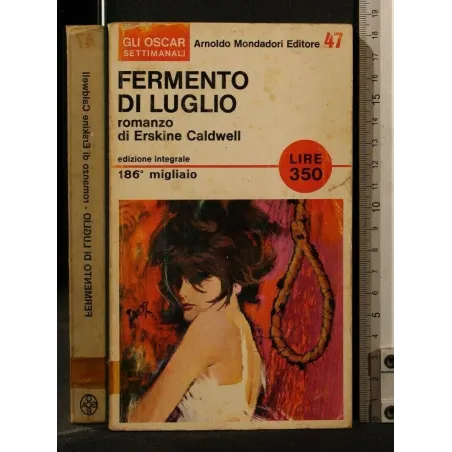 GLI OSCAR
SETTIMANALI
Arnoldo Mondadori Editore 47
FERMENTO
DI LUGLIO
romanzo
di Erskine Caldwell
edizione integrale
186° migliaio
LIRE
350
47
FERMENTO DI LUGLIO - romanzo di Erskine Caldwell